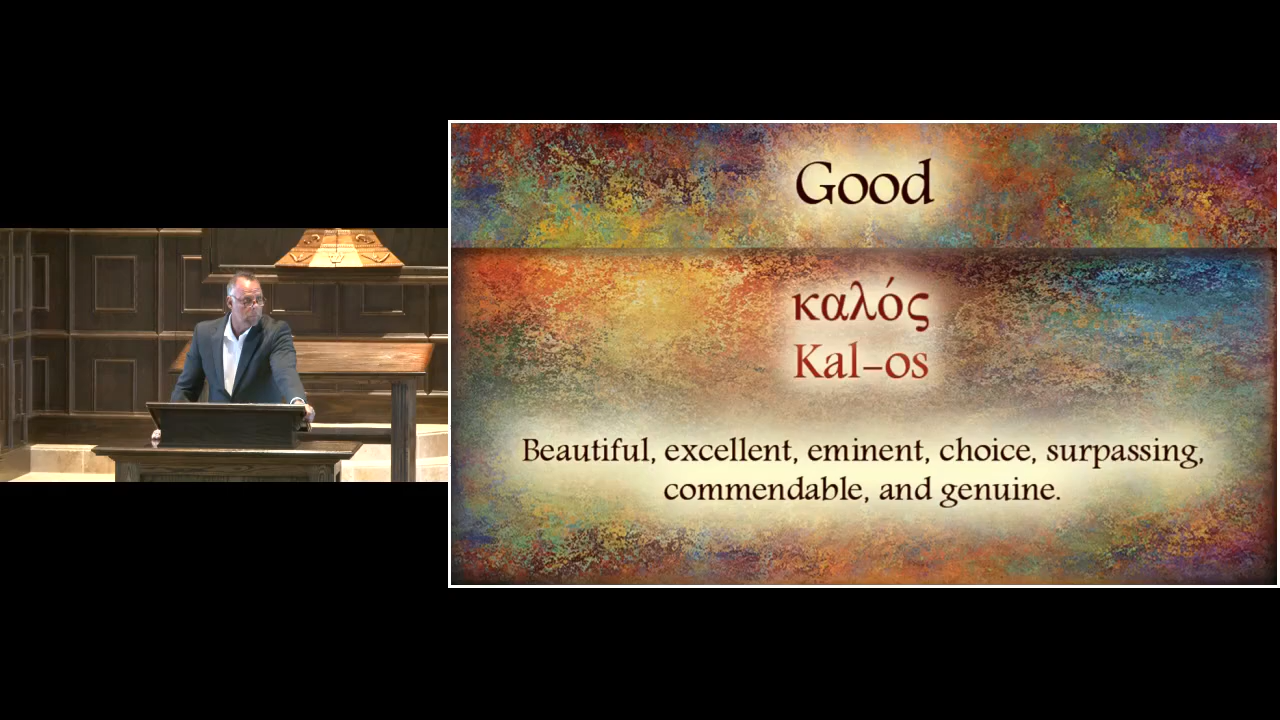 Good
καλός
Kal-os
Beautiful, excellent, eminent, choice, surpassing,
commendable, and genuine.